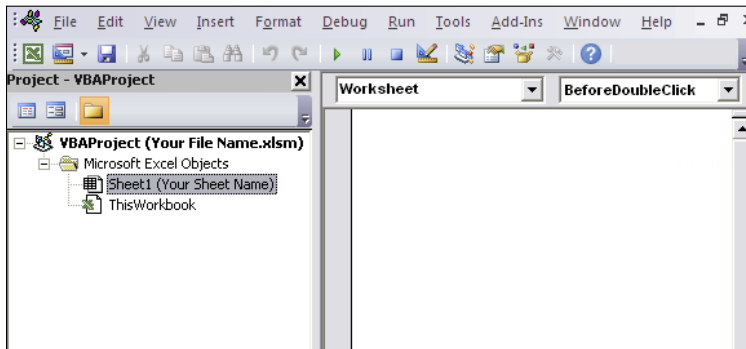 File Edit View Insert Format Debug Run Tools Add-Ins Window Help
Project - VBAProject
Worksheet BeforeDoubleClick
VBAProject (Your File Name.xlsm)
Microsoft Excel Objects
Sheet1 (Your Sheet Name)
ThisWorkbook